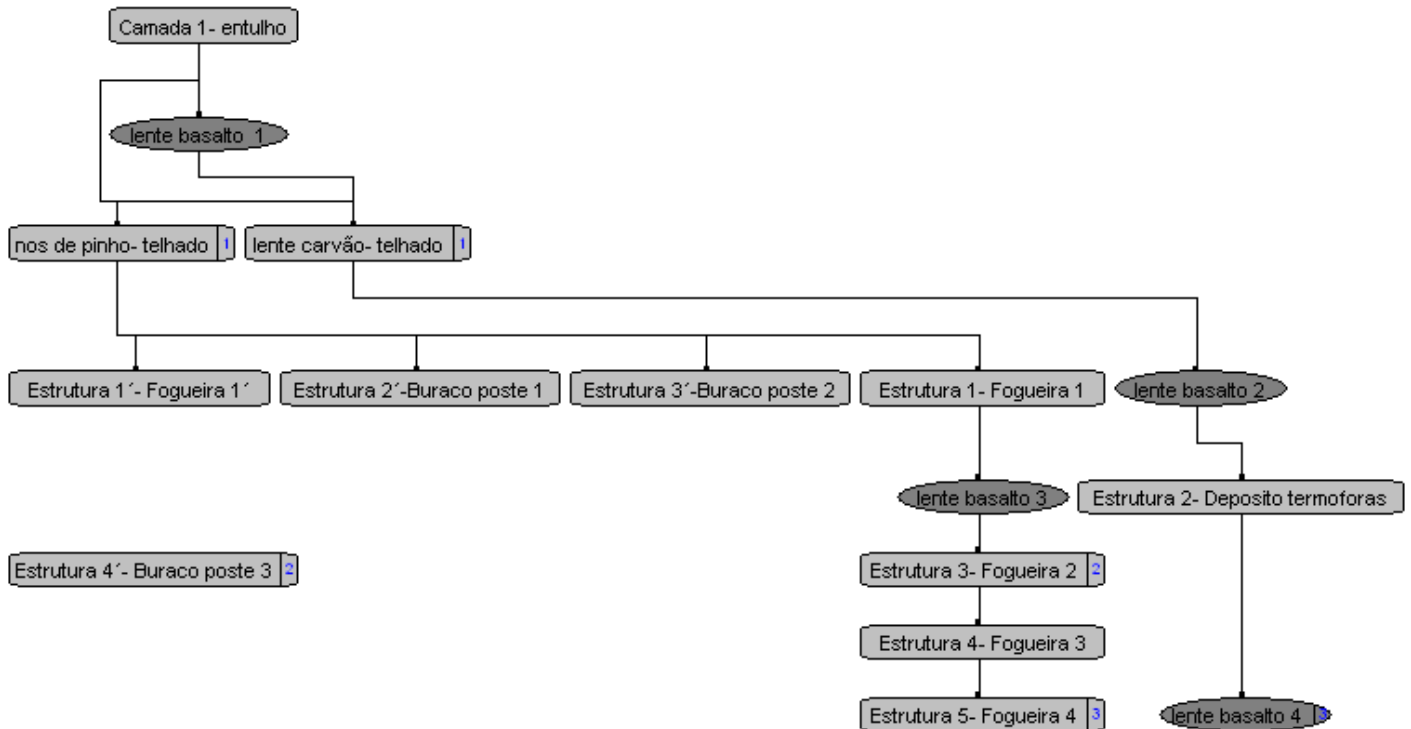 Camada 1- entulho
lente basalto 1
nos de pinho- telhado 1
lente carvão- telhado 1
Estrutura 1´- Fogueira 1´
Estrutura 2´-Buraco poste 1
Estrutura 3´-Buraco poste 2
Estrutura 1- Fogueira 1
lente basalto 2
lente basalto 3
Estrutura 2- Deposito termoforas
Estrutura 4´- Buraco poste 3 2
Estrutura 3- Fogueira 2 2
Estrutura 4- Fogueira 3
Estrutura 5- Fogueira 4 3
lente basalto 4 3